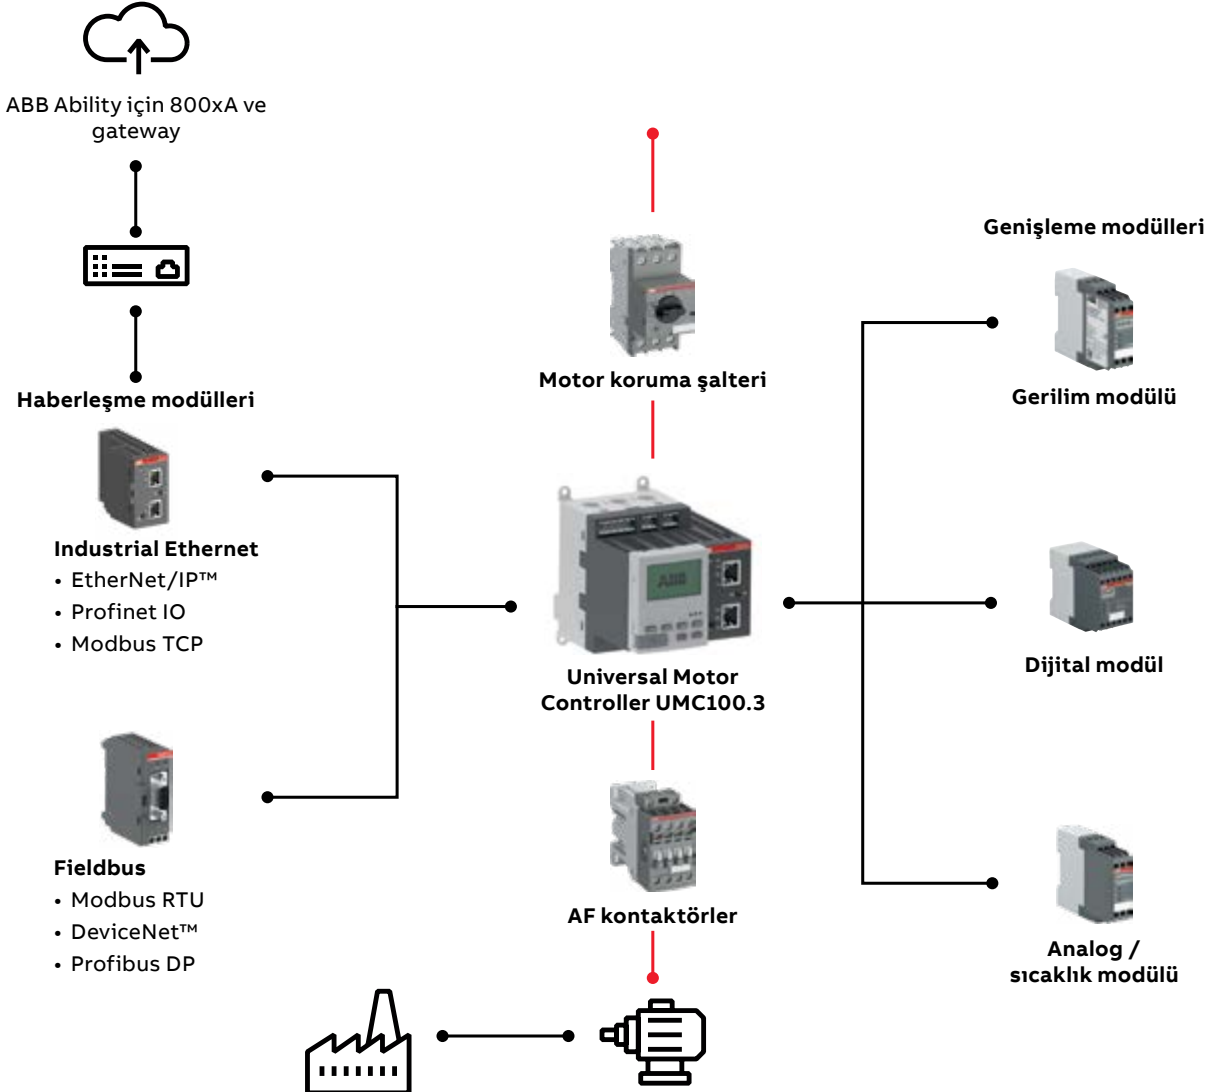 ABB Ability için 800xA ve
gateway
Haberleşme modülleri
Industrial Ethernet
• EtherNet/IP™
• Profinet IO
• Modbus TCP
Fieldbus
• Modbus RTU
• DeviceNet™
• Profibus DP
Motor koruma şalteri
ABB
Universal Motor
Controller UMC100.3
AF kontaktörler
Genişleme modülleri
Gerilim modülü
Dijital modül
Analog /
sıcaklık modülü